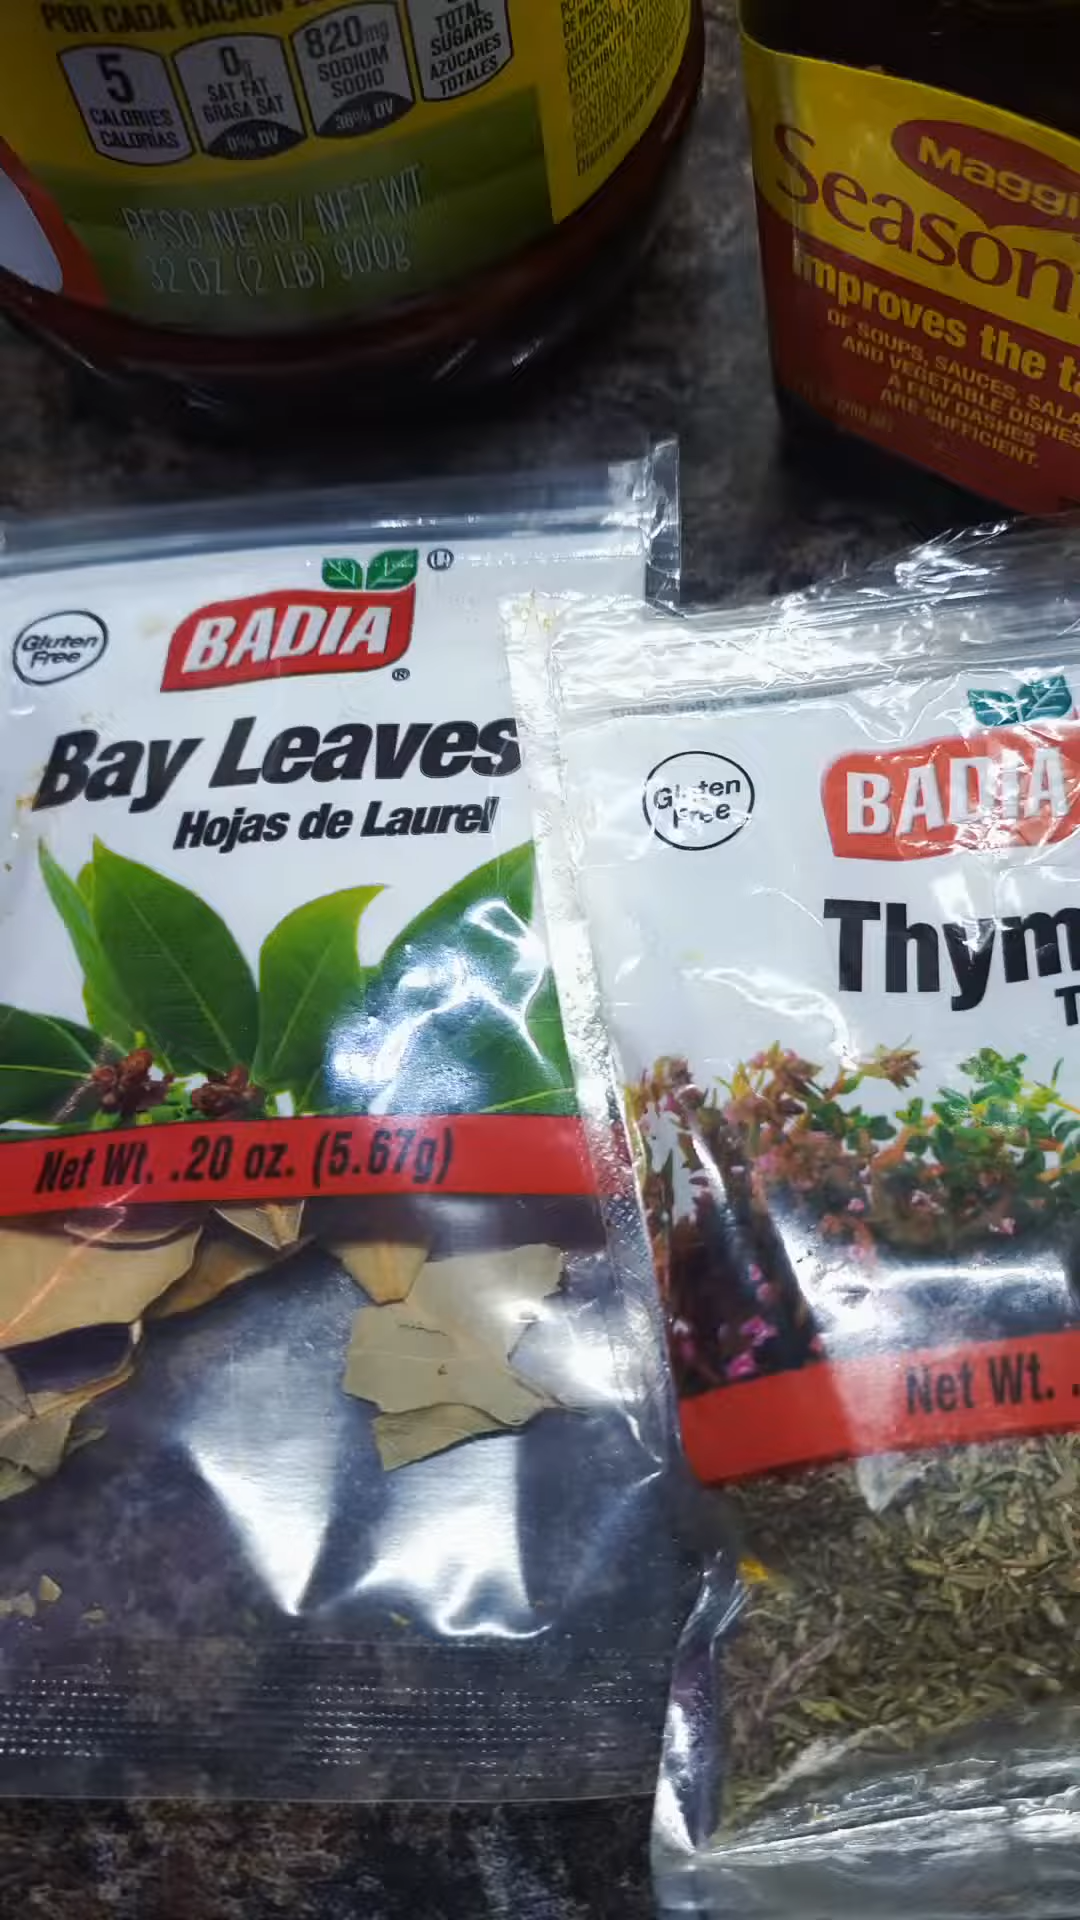 POR CADA RACIÓN
5
CALORIES
CALORÍAS
0g
SAT FAT
GRASA SAT
0% DV
820mg
SODIUM
SODIO
36% DV
TOTAL
SUGARS
AZÚCARES
TOTALES
PESO NETO / NET WT
32 OZ (2 LB) 900g
Maggi
Season
Improves the ta
OF SOUPS, SAUCES, SALA
AND VEGETABLE DISHES
A FEW DASHES
ARE SUFFICIENT.
Gluten
Free
BADIA
Bay Leaves
Hojas de Laurel
Net Wt. .20 oz. (5.67g)
Gluten
Free
BADIA
Thym
T
Net Wt. .